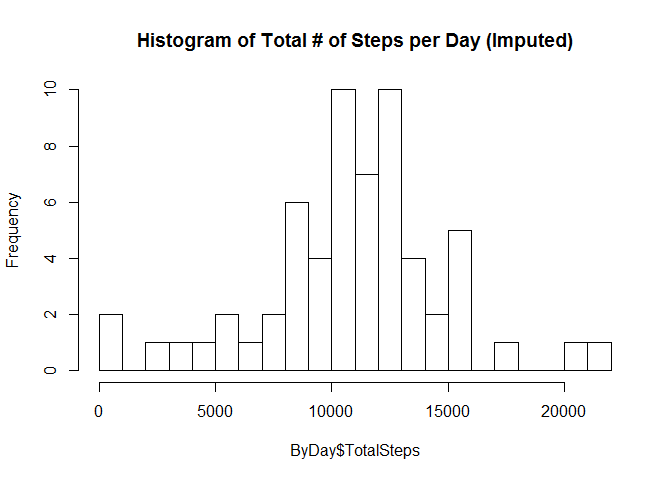 Histogram of Total # of Steps per Day (Imputed)
Frequency
10
8
6
4
2
0
0 5000 10000 15000 20000
ByDay$TotalSteps